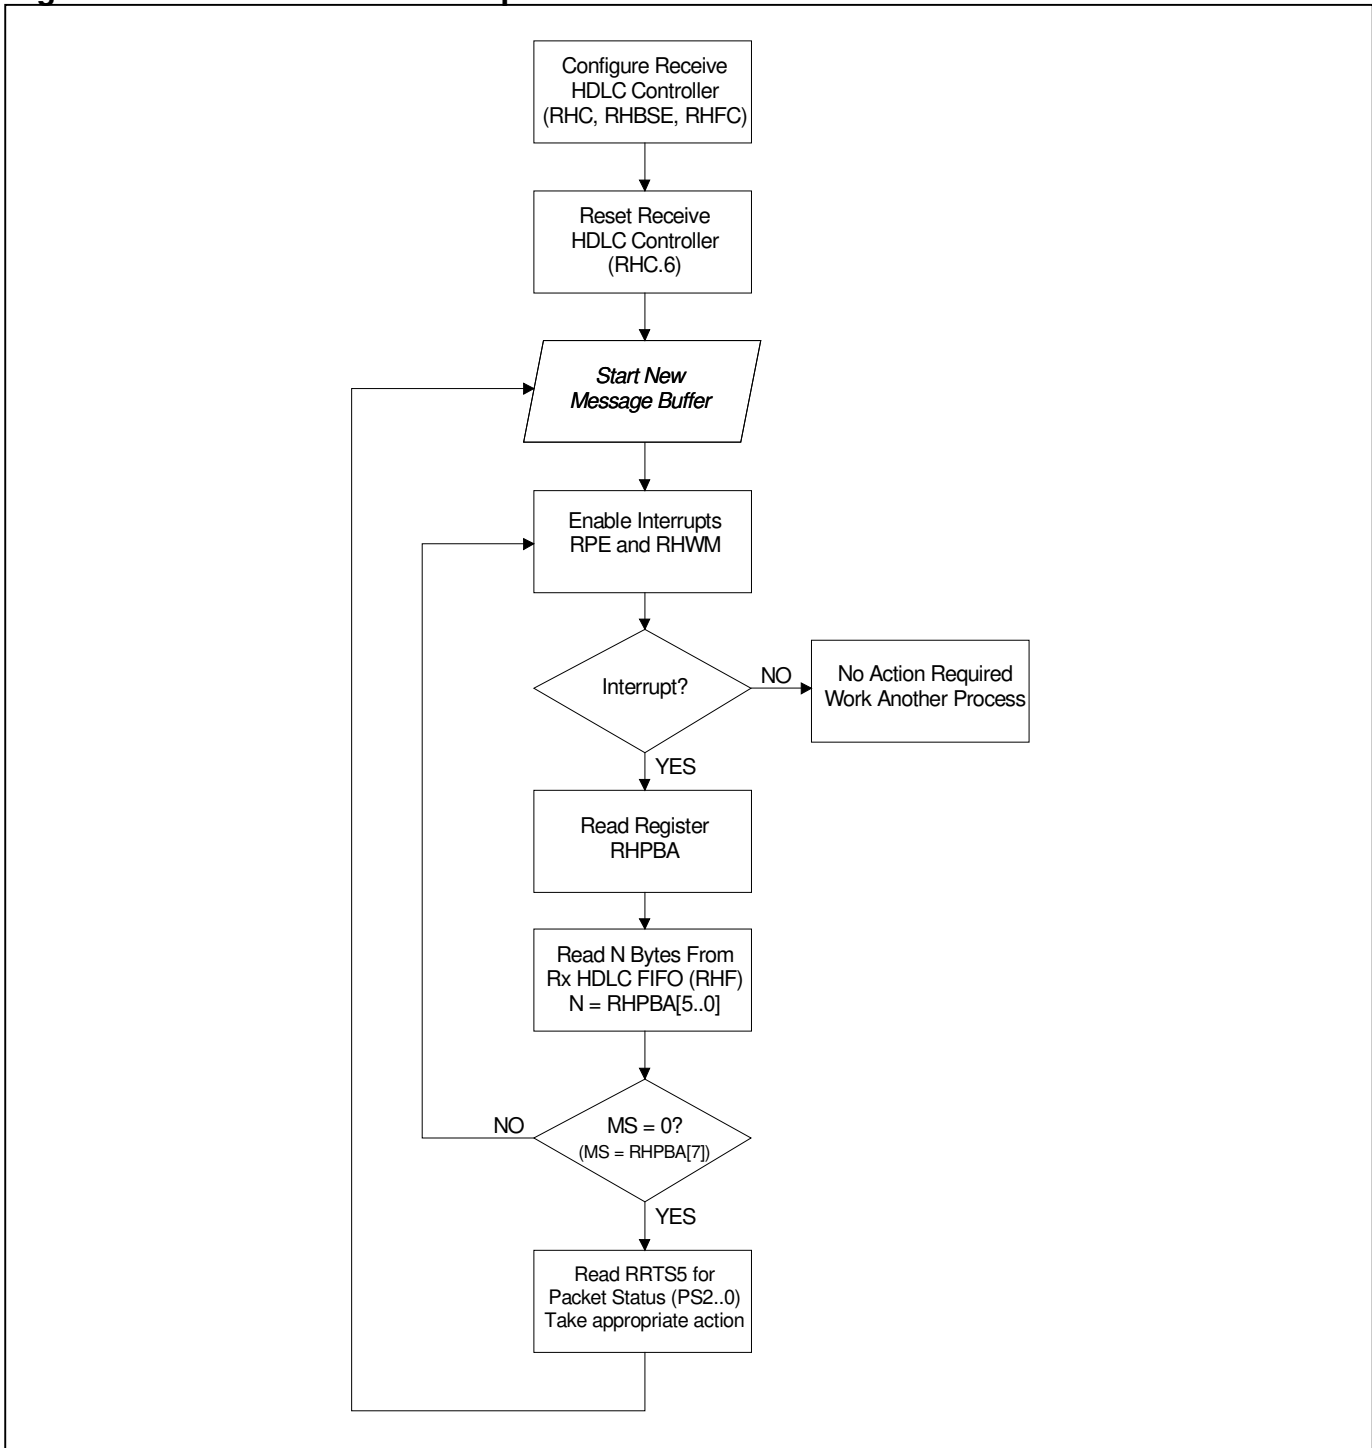 Configure Receive
HDLC Controller
(RHC, RHBSE, RHFC)
Reset Receive
HDLC Controller
(RHC.6)
Start New
Message Buffer
Enable Interrupts
RPE and RHWM
Interrupt?
NO
No Action Required
Work Another Process
YES
Read Register
RHPBA
Read N Bytes From
Rx HDLC FIFO (RHF)
N = RHPBA[5..0]
NO
MS = 0?
(MS = RHPBA[7])
YES
Read RRTS5 for
Packet Status (PS2..0)
Take appropriate action